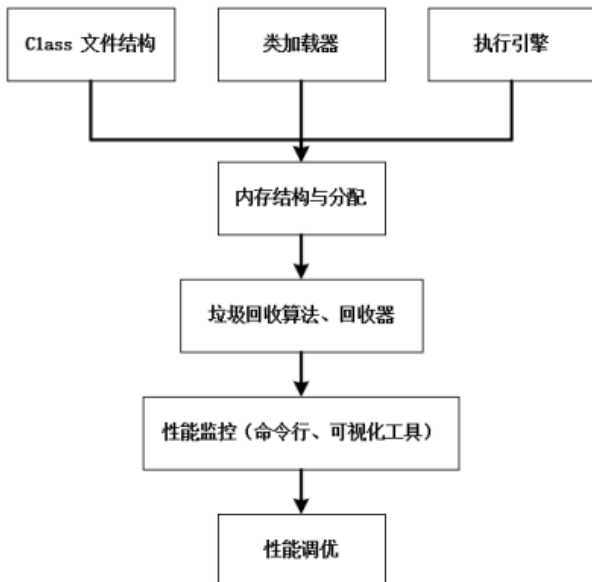 Class 文件结构
类加载器
执行引擎
内存结构与分配
垃圾回收算法、回收器
性能监控（命令行、可视化工具）
性能调优